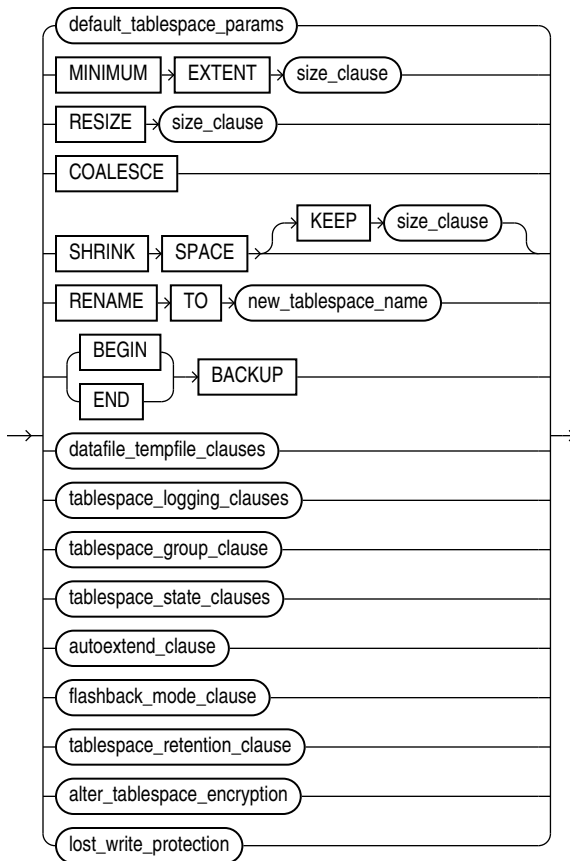 default_tablespace_params
MINIMUM EXTENT size_clause
RESIZE size_clause
COALESCE
KEEP size_clause
SHRINK SPACE
RENAME TO new_tablespace_name
BEGIN
BACKUP
END
datafile_tempfile_clauses
tablespace_logging_clauses
tablespace_group_clause
tablespace_state_clauses
autoextend_clause
flashback_mode_clause
tablespace_retention_clause
alter_tablespace_encryption
lost_write_protection